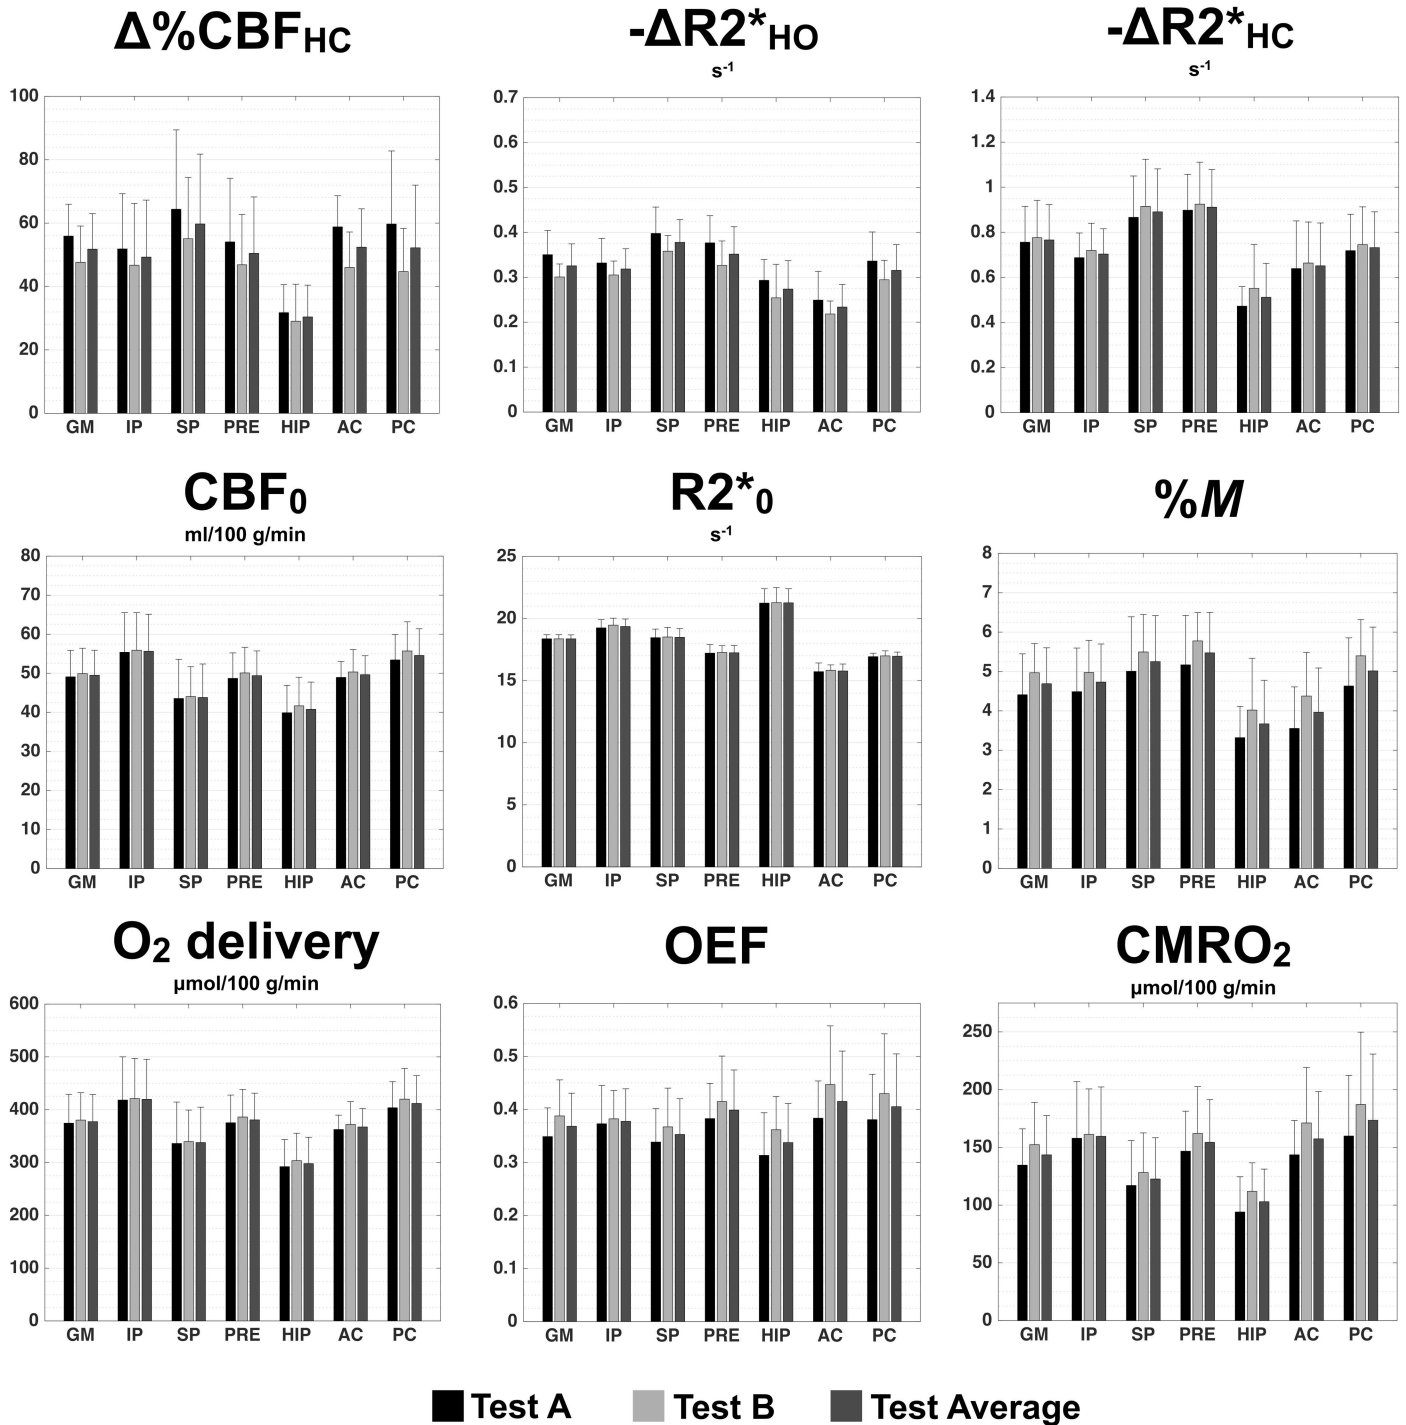 Δ%CBFHC
-ΔR2*HO
s-1
-ΔR2*HC
s-1
100
80
60
40
20
0
GM IP SP PRE HIP AC PC
0.7
0.6
0.5
0.4
0.3
0.2
0.1
0
GM IP SP PRE HIP AC PC
1.4
1.2
1
0.8
0.6
0.4
0.2
0
GM IP SP PRE HIP AC PC
CBF0
ml/100 g/min
R2*0
s-1
%M
80
70
60
50
40
30
20
10
0
GM IP SP PRE HIP AC PC
25
20
15
10
5
0
GM IP SP PRE HIP AC PC
8
7
6
5
4
3
2
1
0
GM IP SP PRE HIP AC PC
O2 delivery
µmol/100 g/min
OEF
CMRO2
µmol/100 g/min
600
500
400
300
200
100
0
GM IP SP PRE HIP AC PC
0.6
0.5
0.4
0.3
0.2
0.1
0
GM IP SP PRE HIP AC PC
250
200
150
100
50
0
GM IP SP PRE HIP AC PC
Test A Test B Test Average